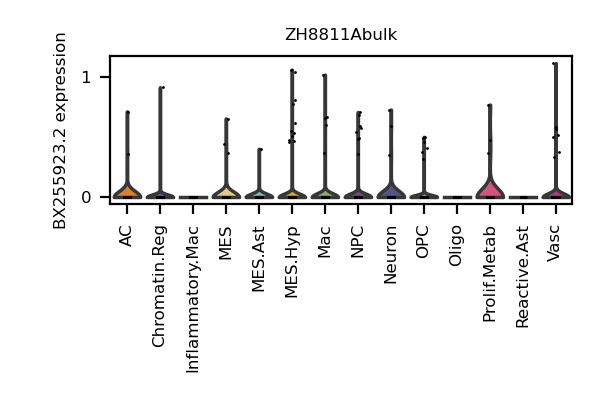 ZH8811Abulk
BX255923.2 expression
1
0
AC
Chromatin.Reg
Inflammatory.Mac
MES
MES.Ast
MES.Hyp
Mac
NPC
Neuron
OPC
Oligo
Prolif.Metab
Reactive.Ast
Vasc